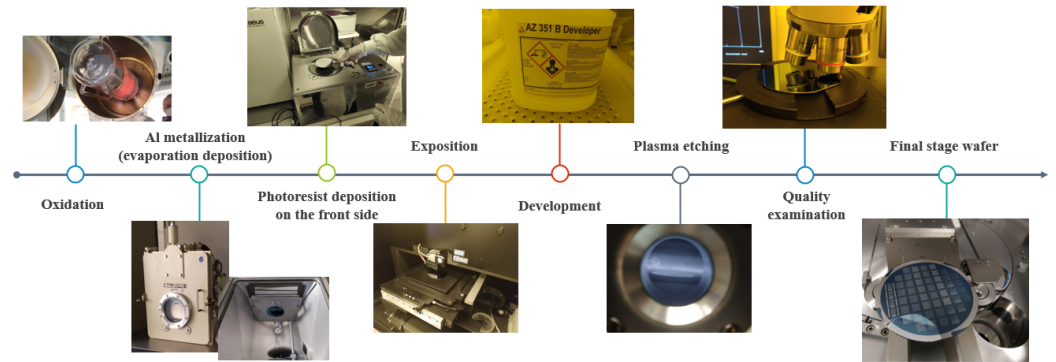 AZ 351 B Developer
Al metallization
(evaporation deposition)
Exposition
Plasma etching
Final stage wafer
Oxidation
Photoresist deposition
on the front side
Development
Quality
examination